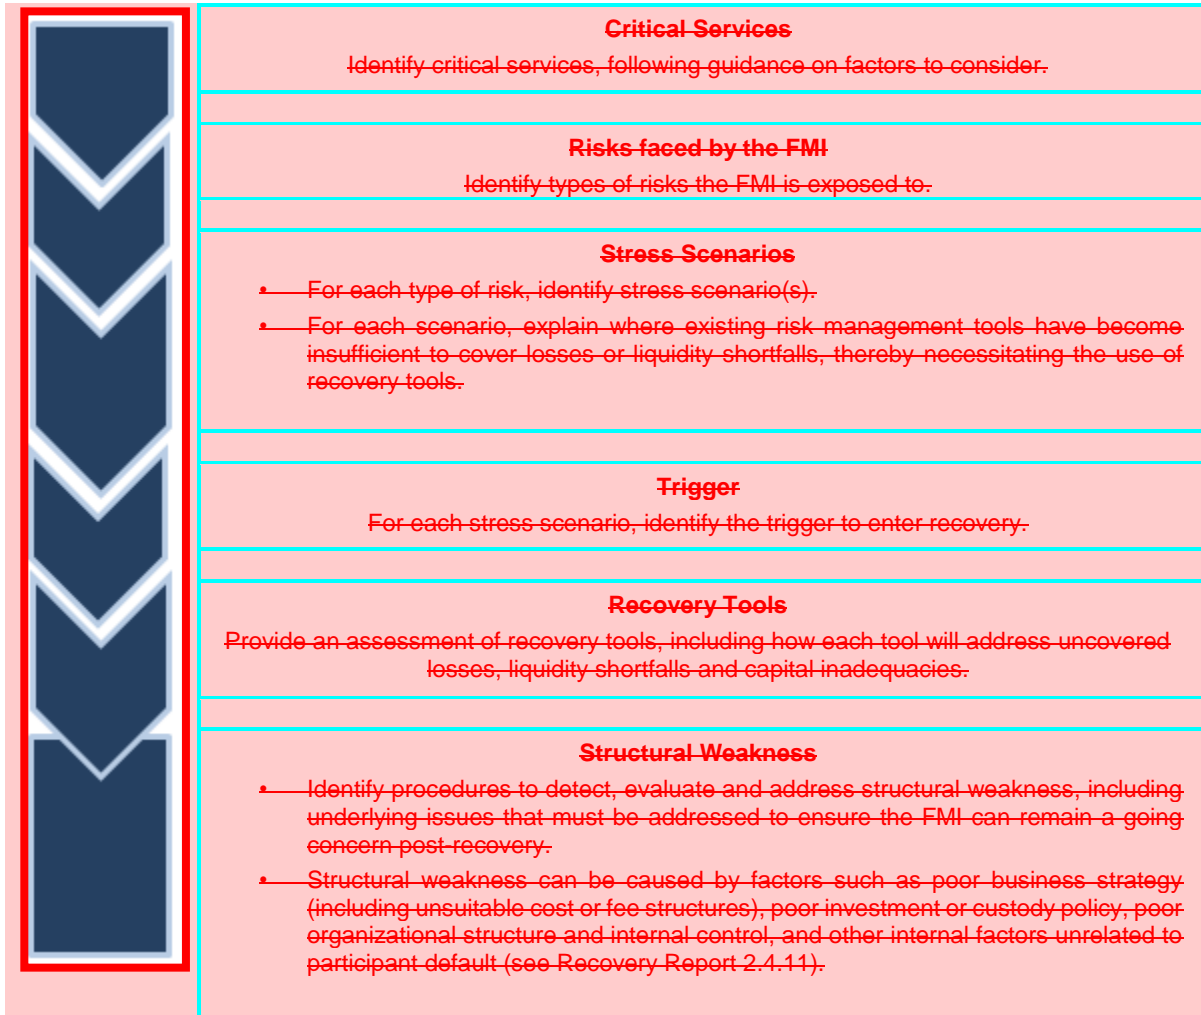 Critical Services
Identify critical services, following guidance on factors to consider.
Risks faced by the FMI
Identify types of risks the FMI is exposed to.
Stress Scenarios
• For each type of risk, identify stress scenario(s).
• For each scenario, explain where existing risk management tools have become
insufficient to cover losses or liquidity shortfalls, thereby necessitating the use of
recovery tools.
Trigger
For each stress scenario, identify the trigger to enter recovery.
Recovery Tools
Provide an assessment of recovery tools, including how each tool will address uncovered
losses, liquidity shortfalls and capital inadequacies.
Structural Weakness
• Identify procedures to detect, evaluate and address structural weakness, including
underlying issues that must be addressed to ensure the FMI can remain a going
concern post-recovery.
• Structural weakness can be caused by factors such as poor business strategy
(including unsuitable cost or fee structures), poor investment or custody policy, poor
organizational structure and internal control, and other internal factors unrelated to
participant default (see Recovery Report 2.4.11).